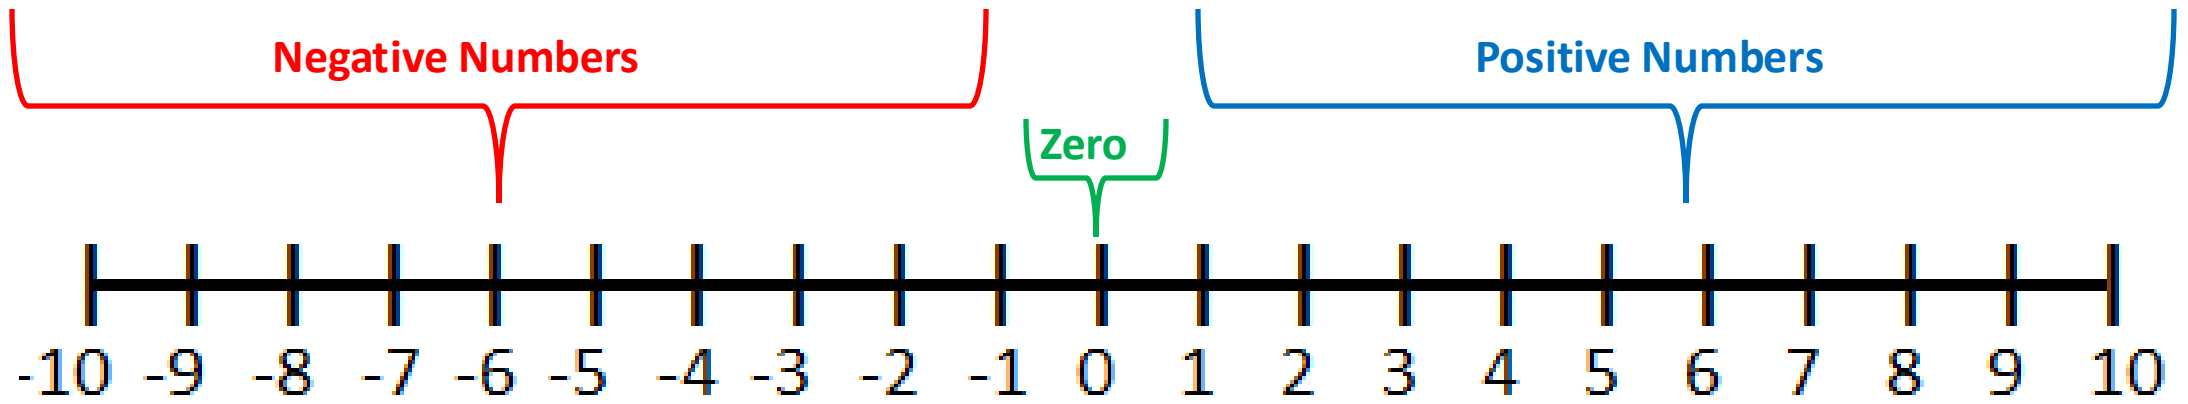 Negative Numbers
Positive Numbers
Zero
-10 -9 -8 -7 -6 -5 -4 -3 -2 -1 0 1 2 3 4 5 6 7 8 9 10